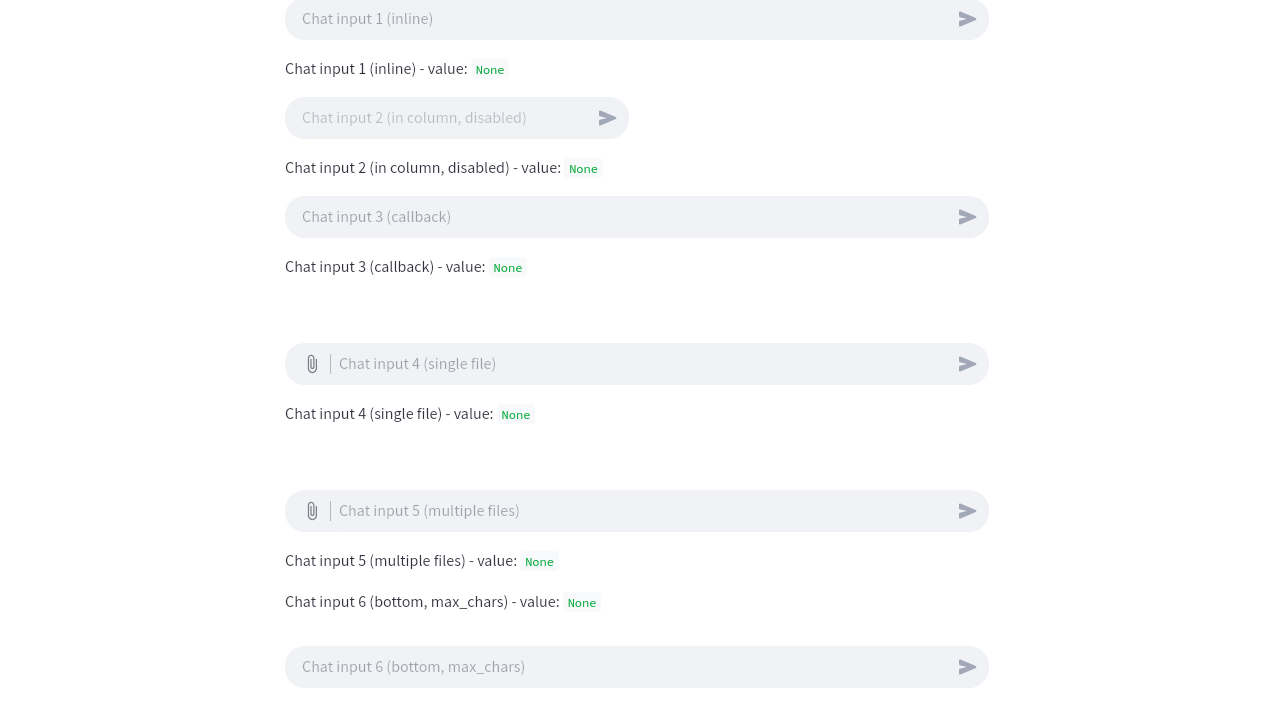 Chat input 1 (inline)
Chat input 1 (inline) - value: None
Chat input 2 (in column, disabled)
Chat input 2 (in column, disabled) - value: None
Chat input 3 (callback)
Chat input 3 (callback) - value: None
Chat input 4 (single file)
Chat input 4 (single file) - value: None
Chat input 5 (multiple files)
Chat input 5 (multiple files) - value: None
Chat input 6 (bottom, max_chars) - value: None
Chat input 6 (bottom, max_chars)